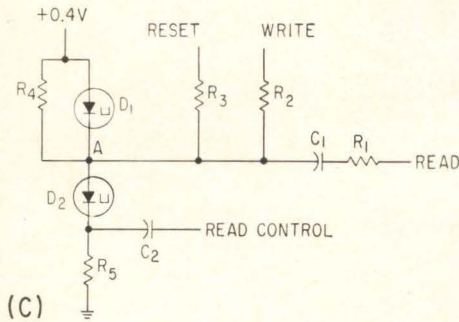 +0.4V
RESET WRITE
R4 D1 R3 R2
A C1 R1 READ
D2
C2 READ CONTROL
R5
(C)